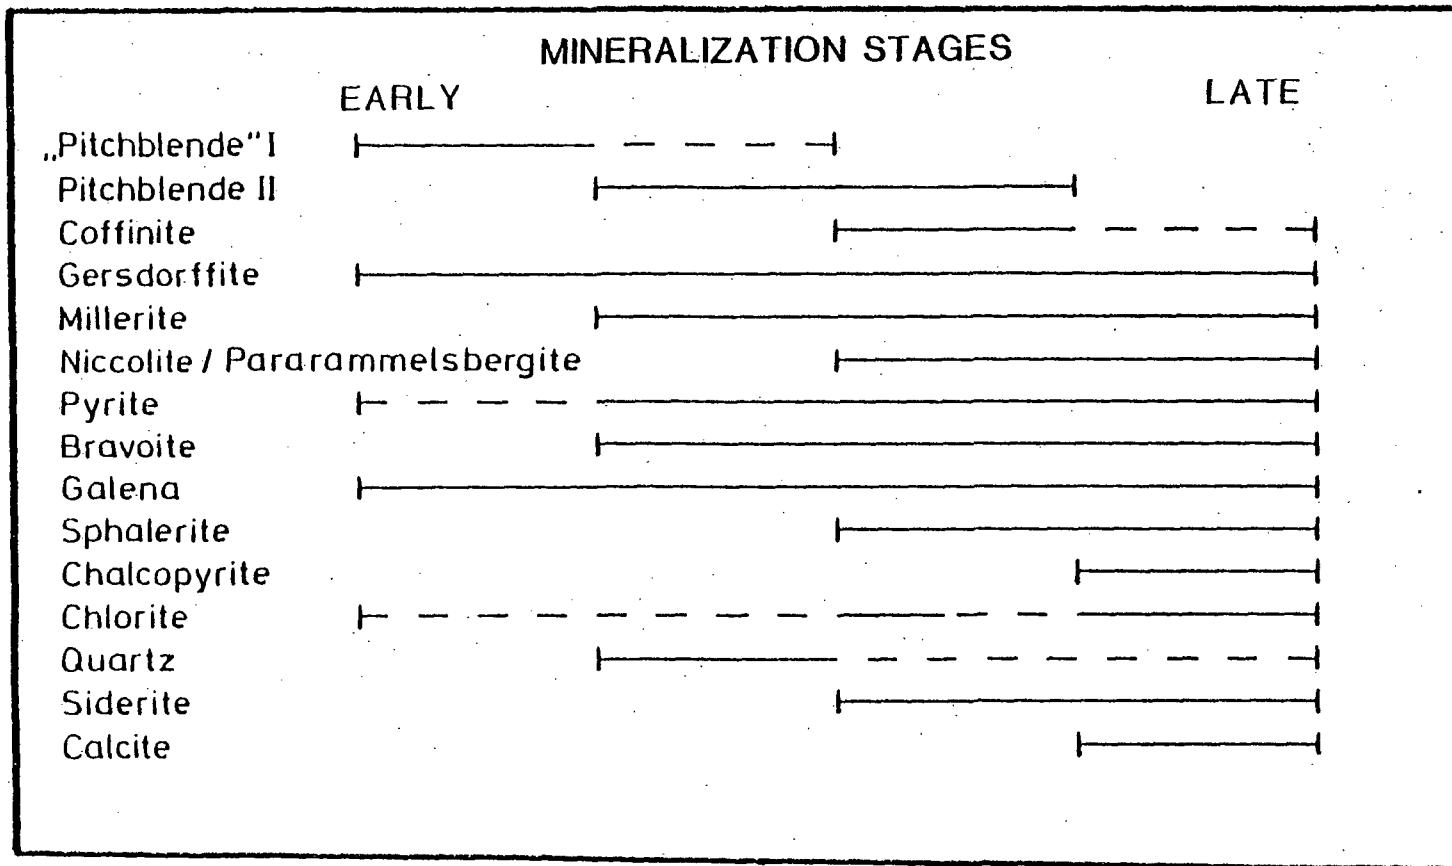 MINERALIZATION STAGES
EARLY LATE
„Pitchblende" I
Pitchblende II
Coffinite
Gersdorffite
Millerite
Niccolite / Pararammelsbergite
Pyrite
Bravoite
Galena
Sphalerite
Chalcopyrite
Chlorite
Quartz
Siderite
Calcite